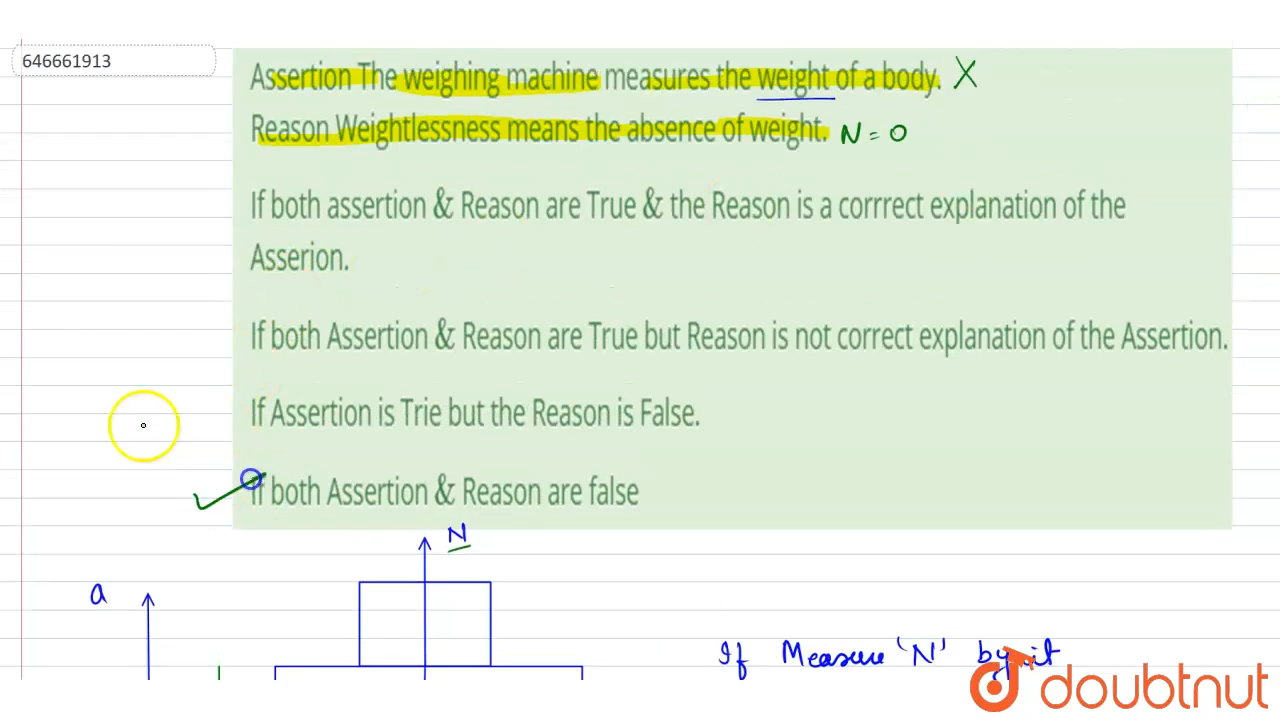 646661913
Assertion The weighing machine measures the weight of a body. X
Reason Weightlessness means the absence of weight. N = 0
If both assertion & Reason are True & the Reason is a corrrect explanation of the
Asserion.
If both Assertion & Reason are True but Reason is not correct explanation of the Assertion.
If Assertion is Trie but the Reason is False.
If both Assertion & Reason are false
N
a
If Measure 'N' by it
doubtnut